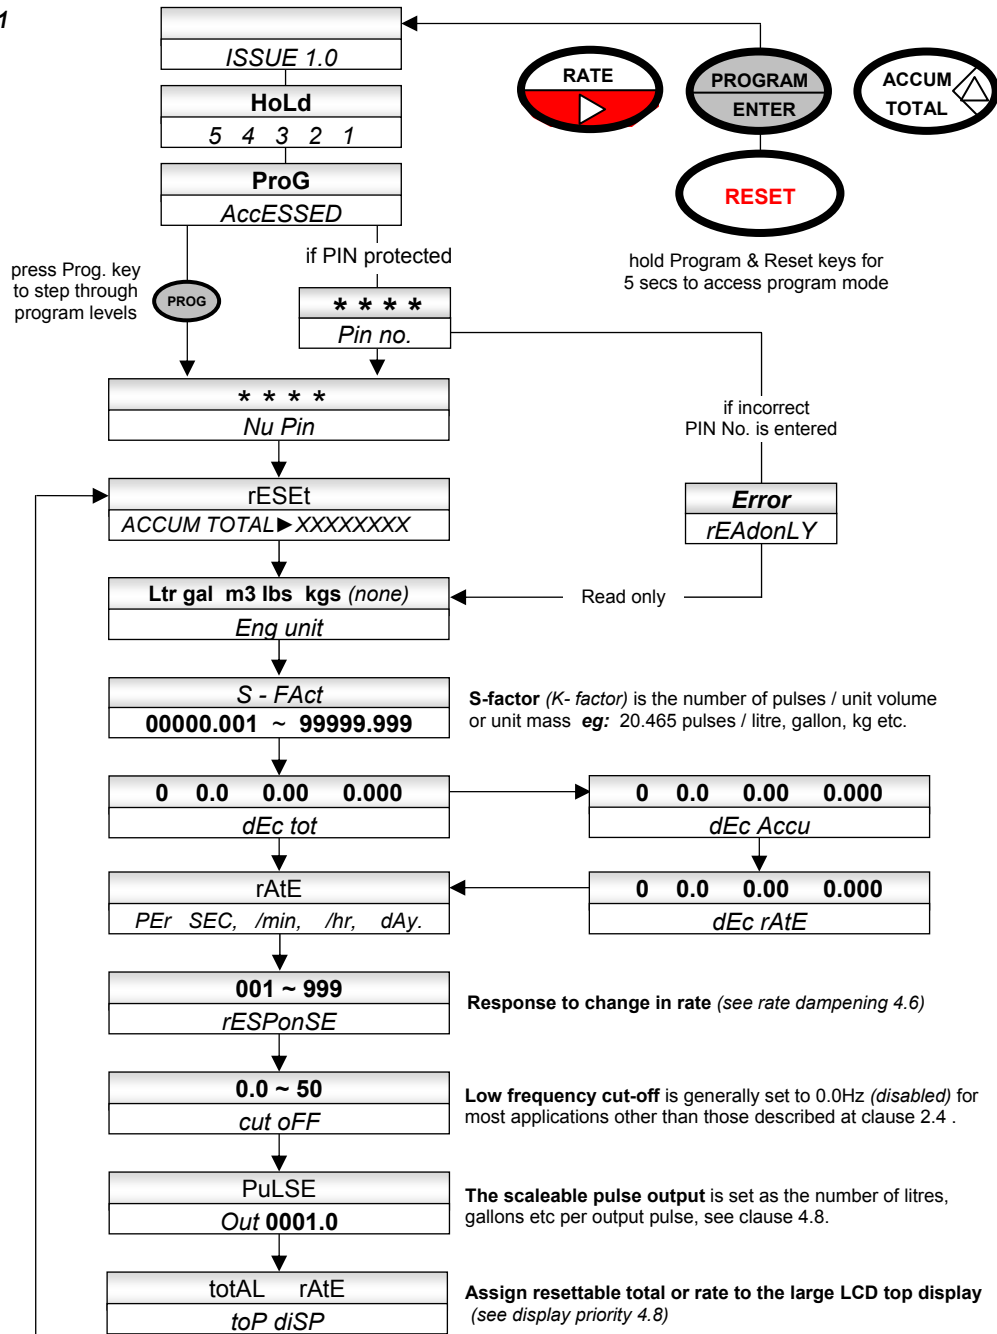 1
ISSUE 1.0
HoLd
5 4 3 2 1
ProG
AccESSED
RATE
PROGRAM
ENTER
ACCUM
TOTAL
RESET
hold Program & Reset keys for
5 secs to access program mode
press Prog. key
to step through
program levels
PROG
if PIN protected
* * * *
Pin no.
* * * *
Nu Pin
if incorrect
PIN No. is entered
rESEt
ACCUM TOTAL►XXXXXXXX
Error
rEAdonLY
Ltr gal m3 lbs kgs (none)
Eng unit
Read only
S - FAct
00000.001 ~ 99999.999
S-factor (K- factor) is the number of pulses / unit volume
or unit mass eg: 20.465 pulses / litre, gallon, kg etc.
0 0.0 0.00 0.000
dEc tot
0 0.0 0.00 0.000
dEc Accu
rAtE
PEr SEC, /min, /hr, dAy.
0 0.0 0.00 0.000
dEc rAtE
001 ~ 999
rESPonSE
Response to change in rate (see rate dampening 4.6)
0.0 ~ 50
cut oFF
Low frequency cut-off is generally set to 0.0Hz (disabled) for
most applications other than those described at clause 2.4 .
PuLSE
Out 0001.0
The scaleable pulse output is set as the number of litres,
gallons etc per output pulse, see clause 4.8.
totAL rAtE
toP diSP
Assign resettable total or rate to the large LCD top display
(see display priority 4.8)